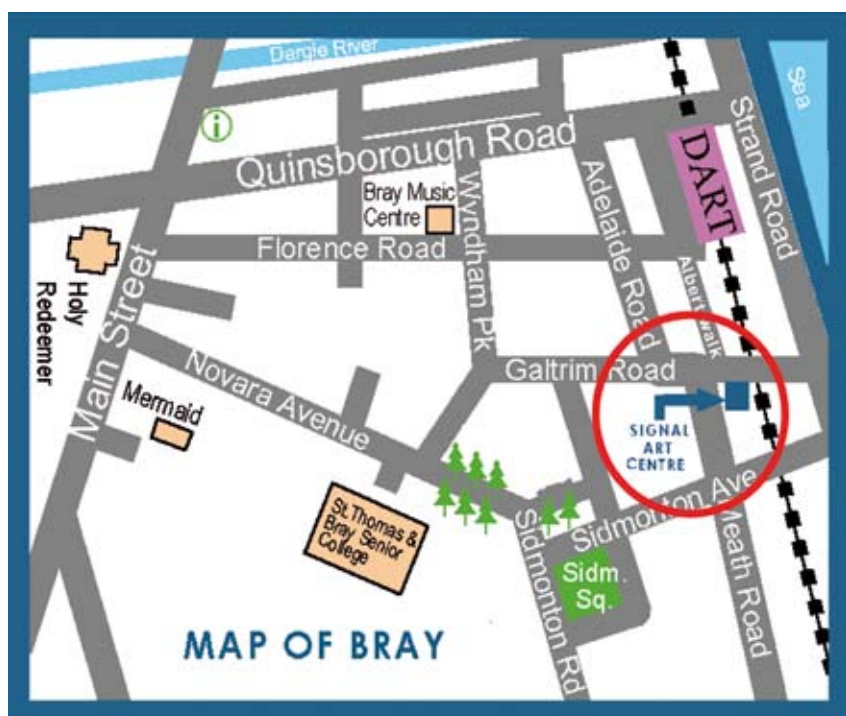 Dargle River
Sea
i
Quinsborough Road
Strand Road
DART
Bray Music
Centre
Wyndham Pk
Adelaide Road
Florence Road
Albert walk
Holy
Redeemer
Main Street
Novara Avenue
Galtrim Road
Mermaid
SIGNAL
ART
CENTRE
St. Thomas &
Bray Senior
College
Sidmonton Ave
Sidmonton Rd
Sidm.
Sq.
Meath Road
MAP OF BRAY